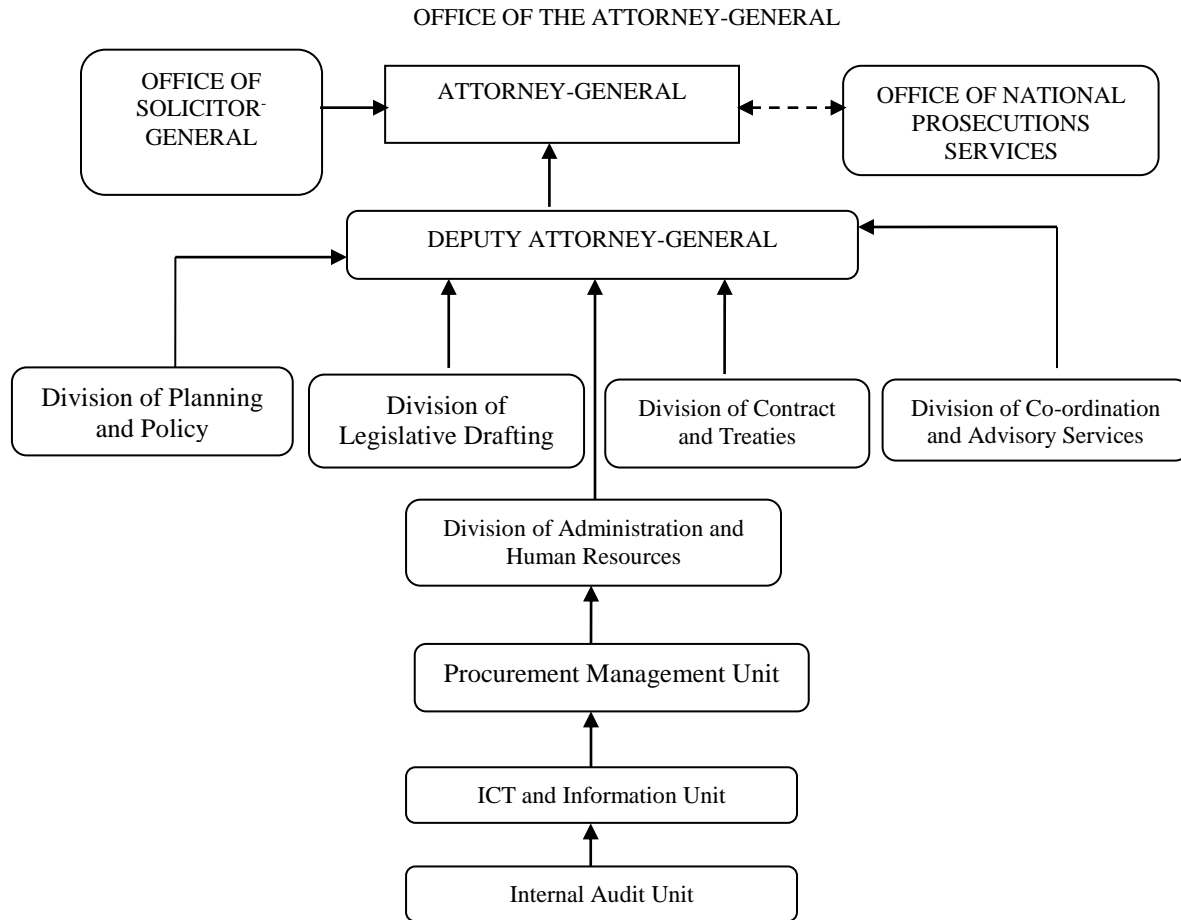 OFFICE OF THE ATTORNEY-GENERAL
OFFICE OF
SOLICITOR-
GENERAL
ATTORNEY-GENERAL
OFFICE OF NATIONAL
PROSECUTIONS
SERVICES
DEPUTY ATTORNEY-GENERAL
Division of Planning
and Policy
Division of
Legislative Drafting
Division of Contract
and Treaties
Division of Co-ordination
and Advisory Services
Division of Administration and
Human Resources
Procurement Management Unit
ICT and Information Unit
Internal Audit Unit